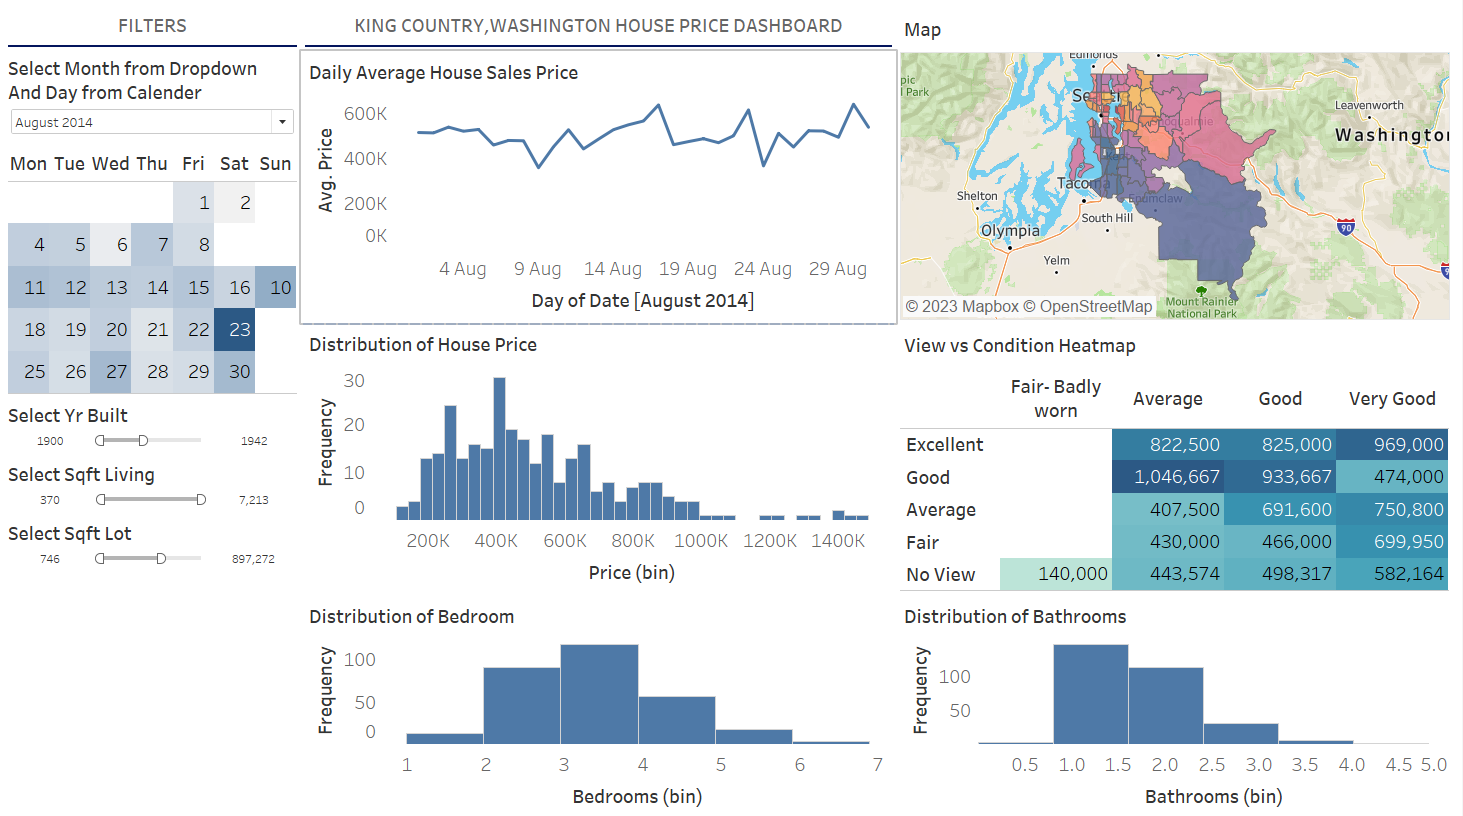 FILTERS
Select Month from Dropdown
And Day from Calender
August 2014
Mon Tue Wed Thu Fri Sat Sun
1 2
4 5 6 7 8
11 12 13 14 15 16 10
18 19 20 21 22 23
25 26 27 28 29 30
Select Yr Built
1900 1942
Select Sqft Living
370 7,213
Select Sqft Lot
746 897,272
KING COUNTRY,WASHINGTON HOUSE PRICE DASHBOARD
Daily Average House Sales Price
Avg. Price
600K
400K
200K
0K
4 Aug 9 Aug 14 Aug 19 Aug 24 Aug 29 Aug
Day of Date [August 2014]
Map
Edmonds
Leavenworth
Washington
Shelton
Tacoma
Enumclaw
South Hill
Olympia
90
Yelm
Mount Rainier
National Park
© 2023 Mapbox © OpenStreetMap
Distribution of House Price
Frequency
30
20
10
0
200K 400K 600K 800K 1000K 1200K 1400K
Price (bin)
View vs Condition Heatmap
Fair- Badly
worn
Average Good Very Good
Excellent 822,500 825,000 969,000
Good 1,046,667 933,667 474,000
Average 407,500 691,600 750,800
Fair 430,000 466,000 699,950
No View 140,000 443,574 498,317 582,164
Distribution of Bedroom
Frequency
100
50
0
1 2 3 4 5 6 7
Bedrooms (bin)
Distribution of Bathrooms
Frequency
100
50
0.5 1.0 1.5 2.0 2.5 3.0 3.5 4.0 4.5 5.0
Bathrooms (bin)